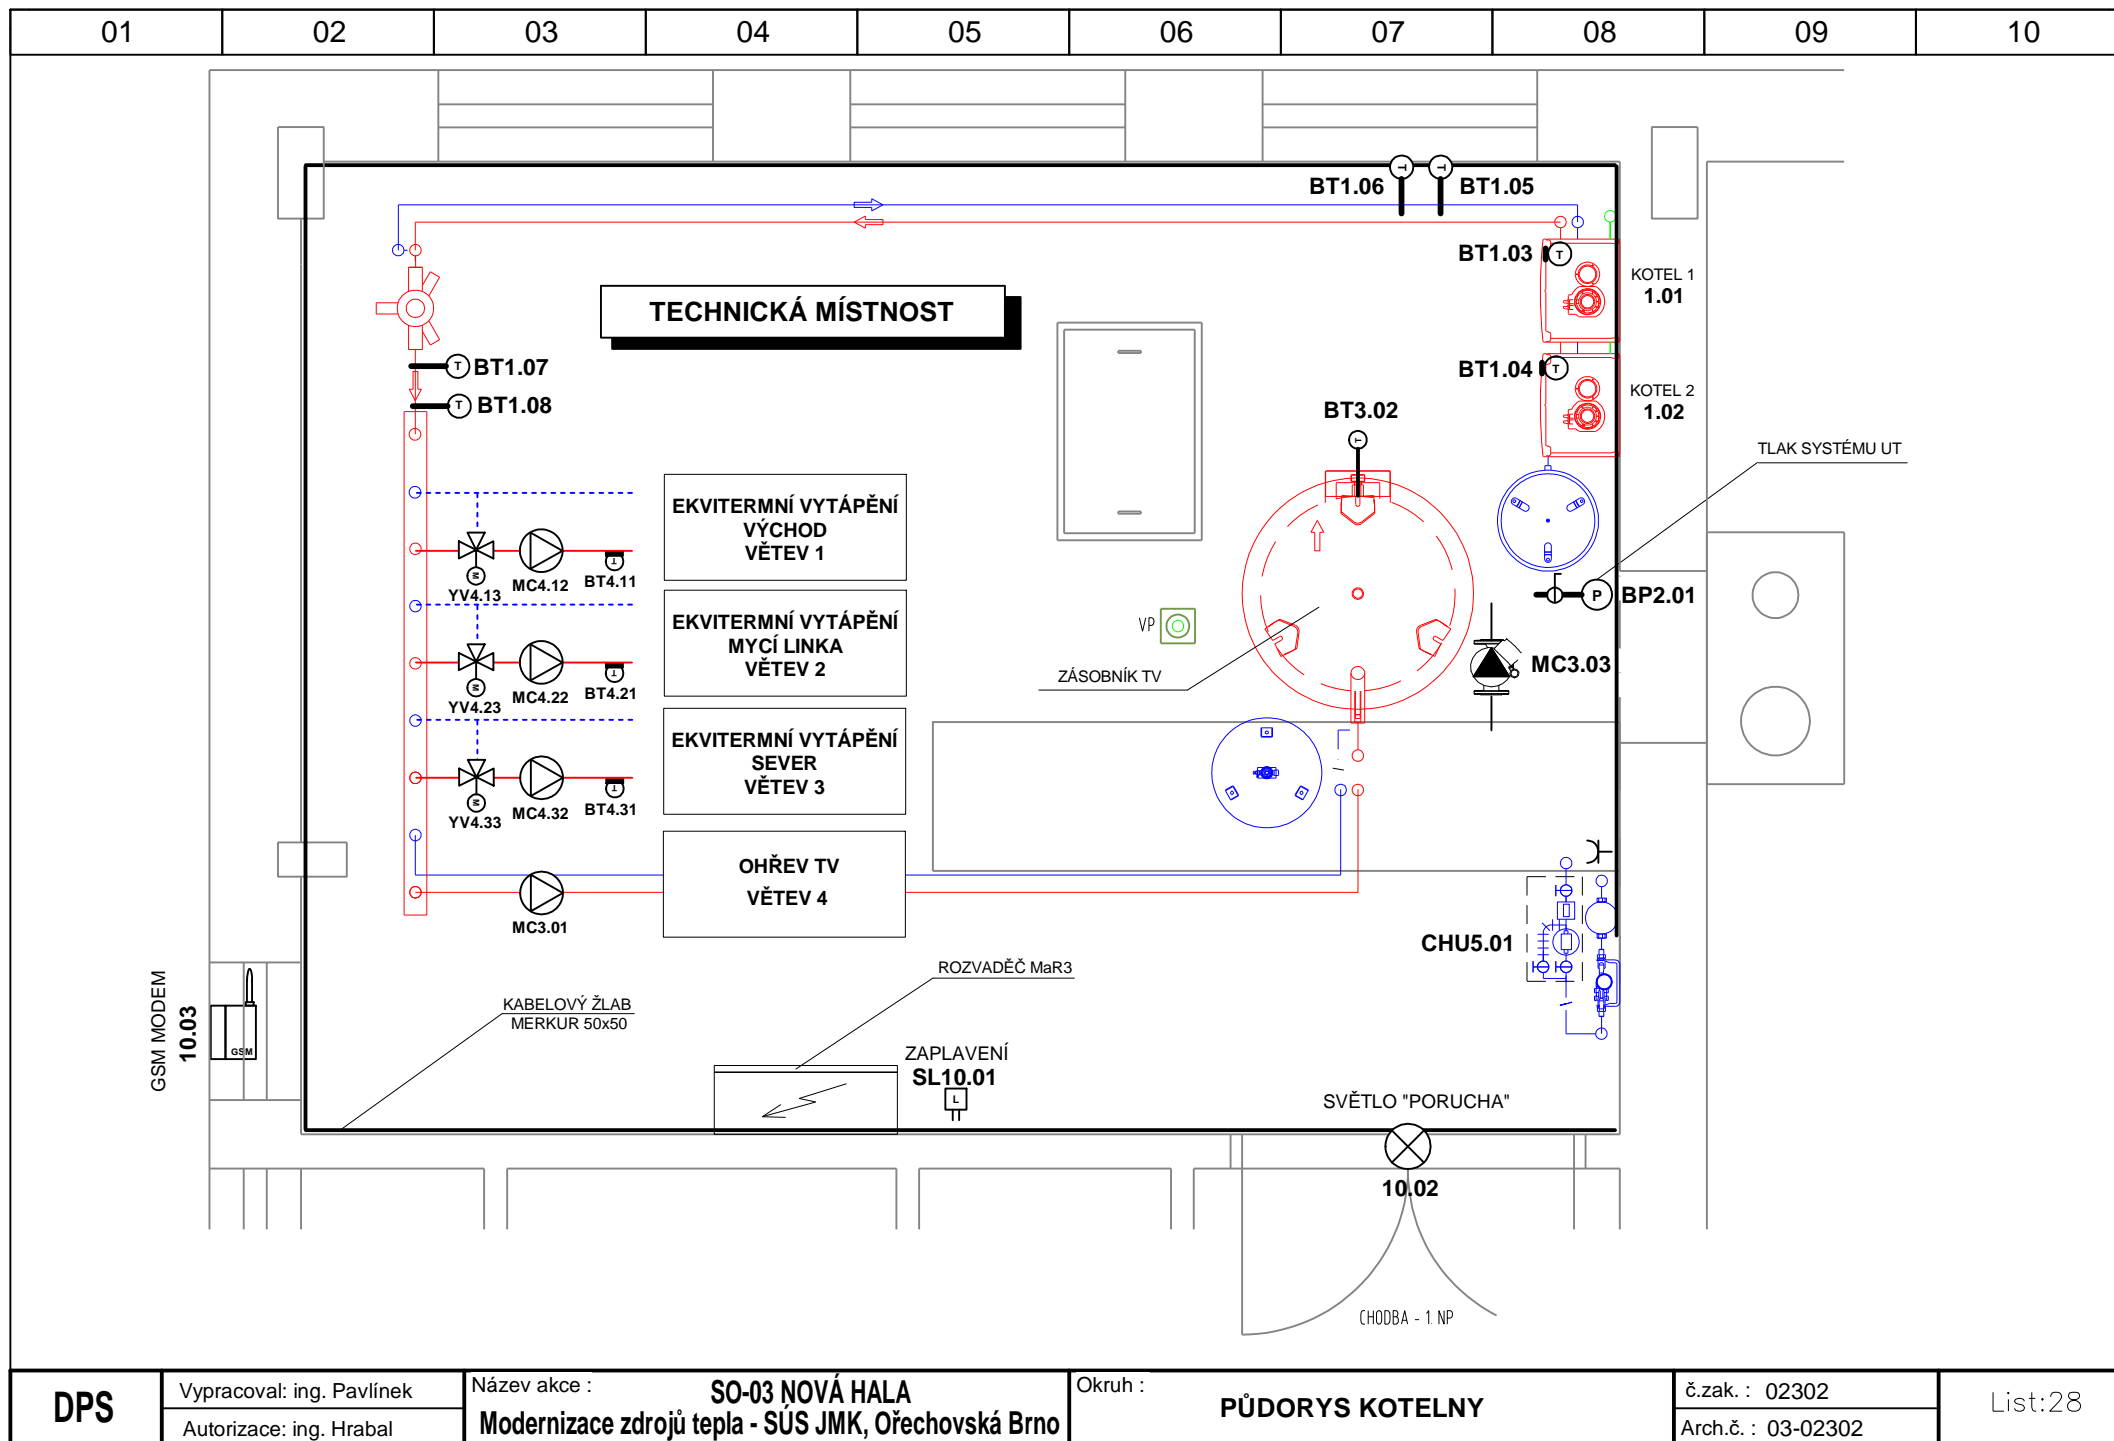 01 02 03 04 05 06 07 08 09 10
BT1.06
BT1.05
BT1.03
KOTEL 1
1.01
TECHNICKÁ MÍSTNOST
BT1.07
BT1.04
KOTEL 2
1.02
BT1.08
BT3.02
TLAK SYSTÉMU UT
EKVITERMNÍ VYTÁPĚNÍ
VÝCHOD
VĚTEV 1
YV4.13
MC4.12
BT4.11
BP2.01
EKVITERMNÍ VYTÁPĚNÍ
MYCÍ LINKA
VĚTEV 2
VP
YV4.23
MC4.22
BT4.21
ZÁSOBNÍK TV
MC3.03
EKVITERMNÍ VYTÁPĚNÍ
SEVER
VĚTEV 3
YV4.33
MC4.32
BT4.31
OHŘEV TV
VĚTEV 4
MC3.01
CHU5.01
ROZVADĚČ MaR3
GSM MODEM
10.03
GSM
KABELOVÝ ŽLAB
MERKUR 50x50
ZAPLAVENÍ
SL10.01
L
SVĚTLO "PORUCHA"
10.02
CHODBA - 1. NP
DPS
Vypracoval: ing. Pavlínek
Autorizace: ing. Hrabal
Název akce :
SO-03 NOVÁ HALA
Modernizace zdrojů tepla - SÚS JMK, Ořechovská Brno
Okruh :
PŮDORYS KOTELNY
č.zak. : 02302
Arch.č. : 03-02302
List:28